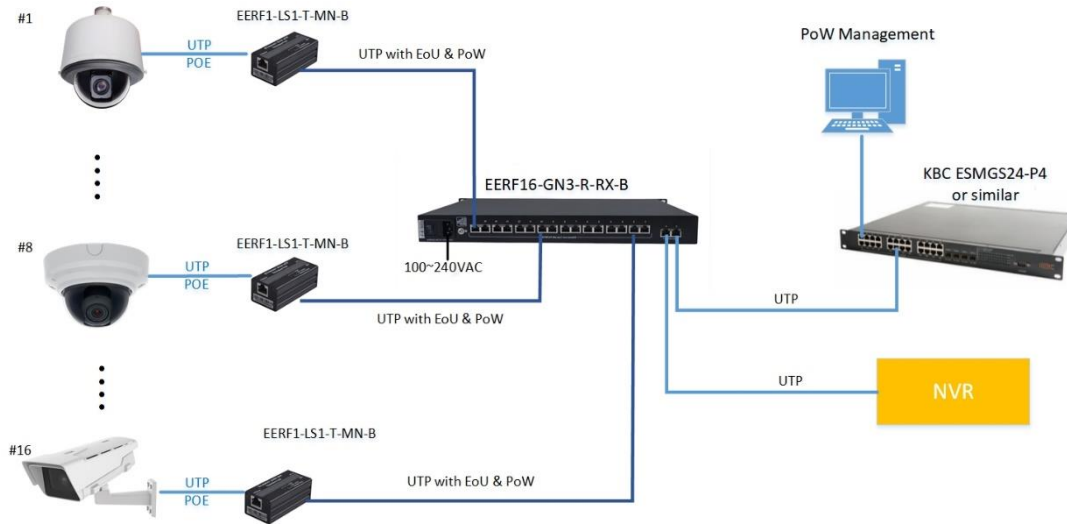 #1
EERF1-LS1-T-MN-B
UTP
POE
UTP with EoU & PoW
PoW Management
EERF16-GN3-R-RX-B
KBC ESMGS24-P4
or similar
100~240VAC
#8
EERF1-LS1-T-MN-B
UTP
POE
UTP with EoU & PoW
UTP
UTP
NVR
#16
EERF1-LS1-T-MN-B
UTP
POE
UTP with EoU & PoW